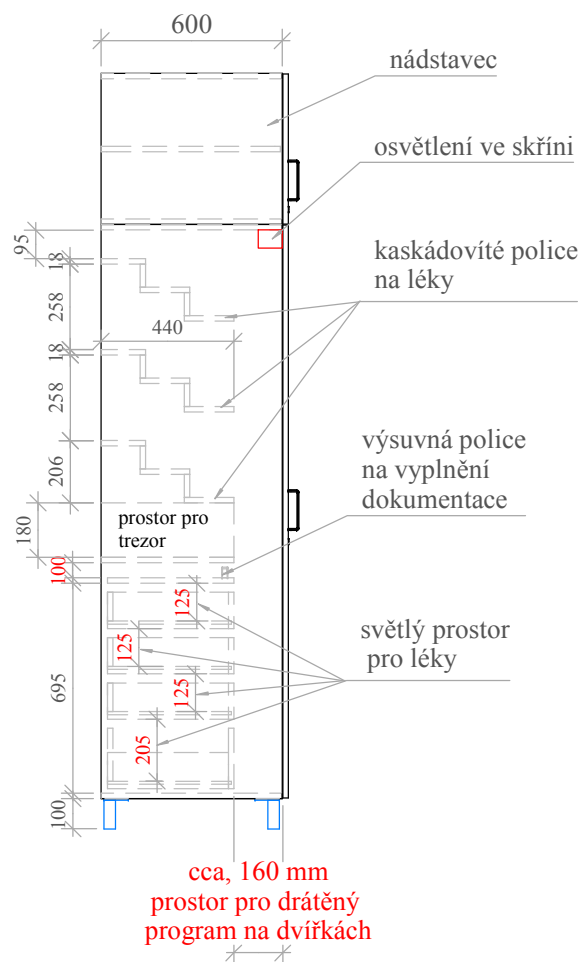 600
nádstavec
osvětlení ve skříni
95
18
kaskádovité police
na léky
258
440
18
258
výsuvná police
na vyplnění
dokumentace
206
180
prostor pro
trezor
100
125
světlý prostor
pro léky
125
125
695
205
100
cca, 160 mm
prostor pro drátěný
program na dvířkách